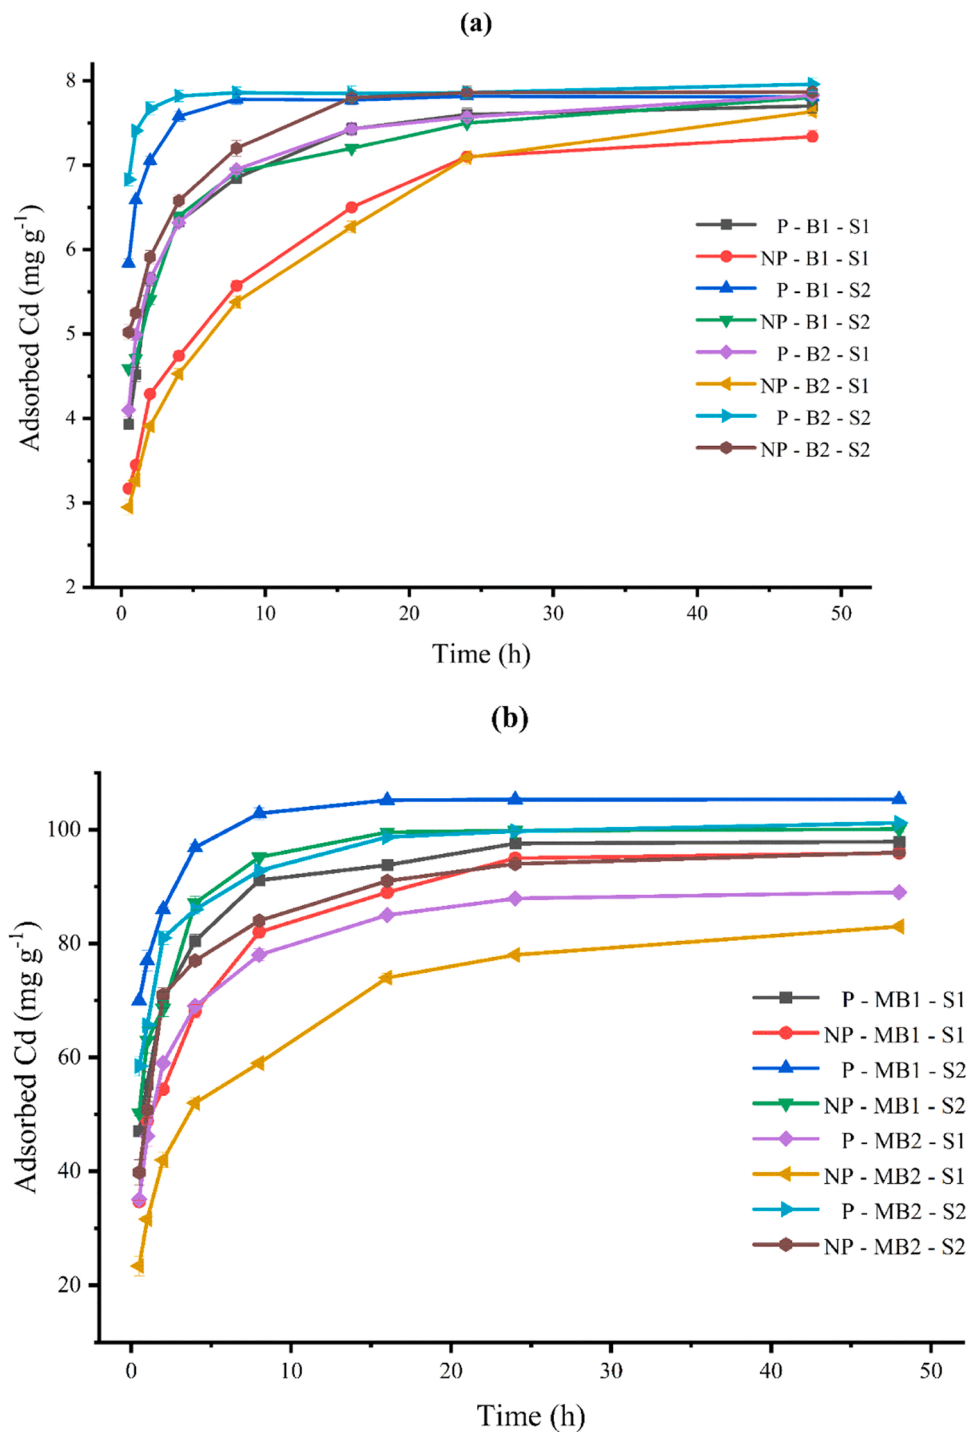 (a)
8
7
6
5
4
3
2
Adsorbed Cd (mg g⁻¹)
P - B1 - S1
NP - B1 - S1
P - B1 - S2
NP - B1 - S2
P - B2 - S1
NP - B2 - S1
P - B2 - S2
NP - B2 - S2
0 10 20 30 40 50
Time (h)
(b)
100
80
60
40
20
Adsorbed Cd (mg g⁻¹)
P - MB1 - S1
NP - MB1 - S1
P - MB1 - S2
NP - MB1 - S2
P - MB2 - S1
NP - MB2 - S1
P - MB2 - S2
NP - MB2 - S2
0 10 20 30 40 50
Time (h)